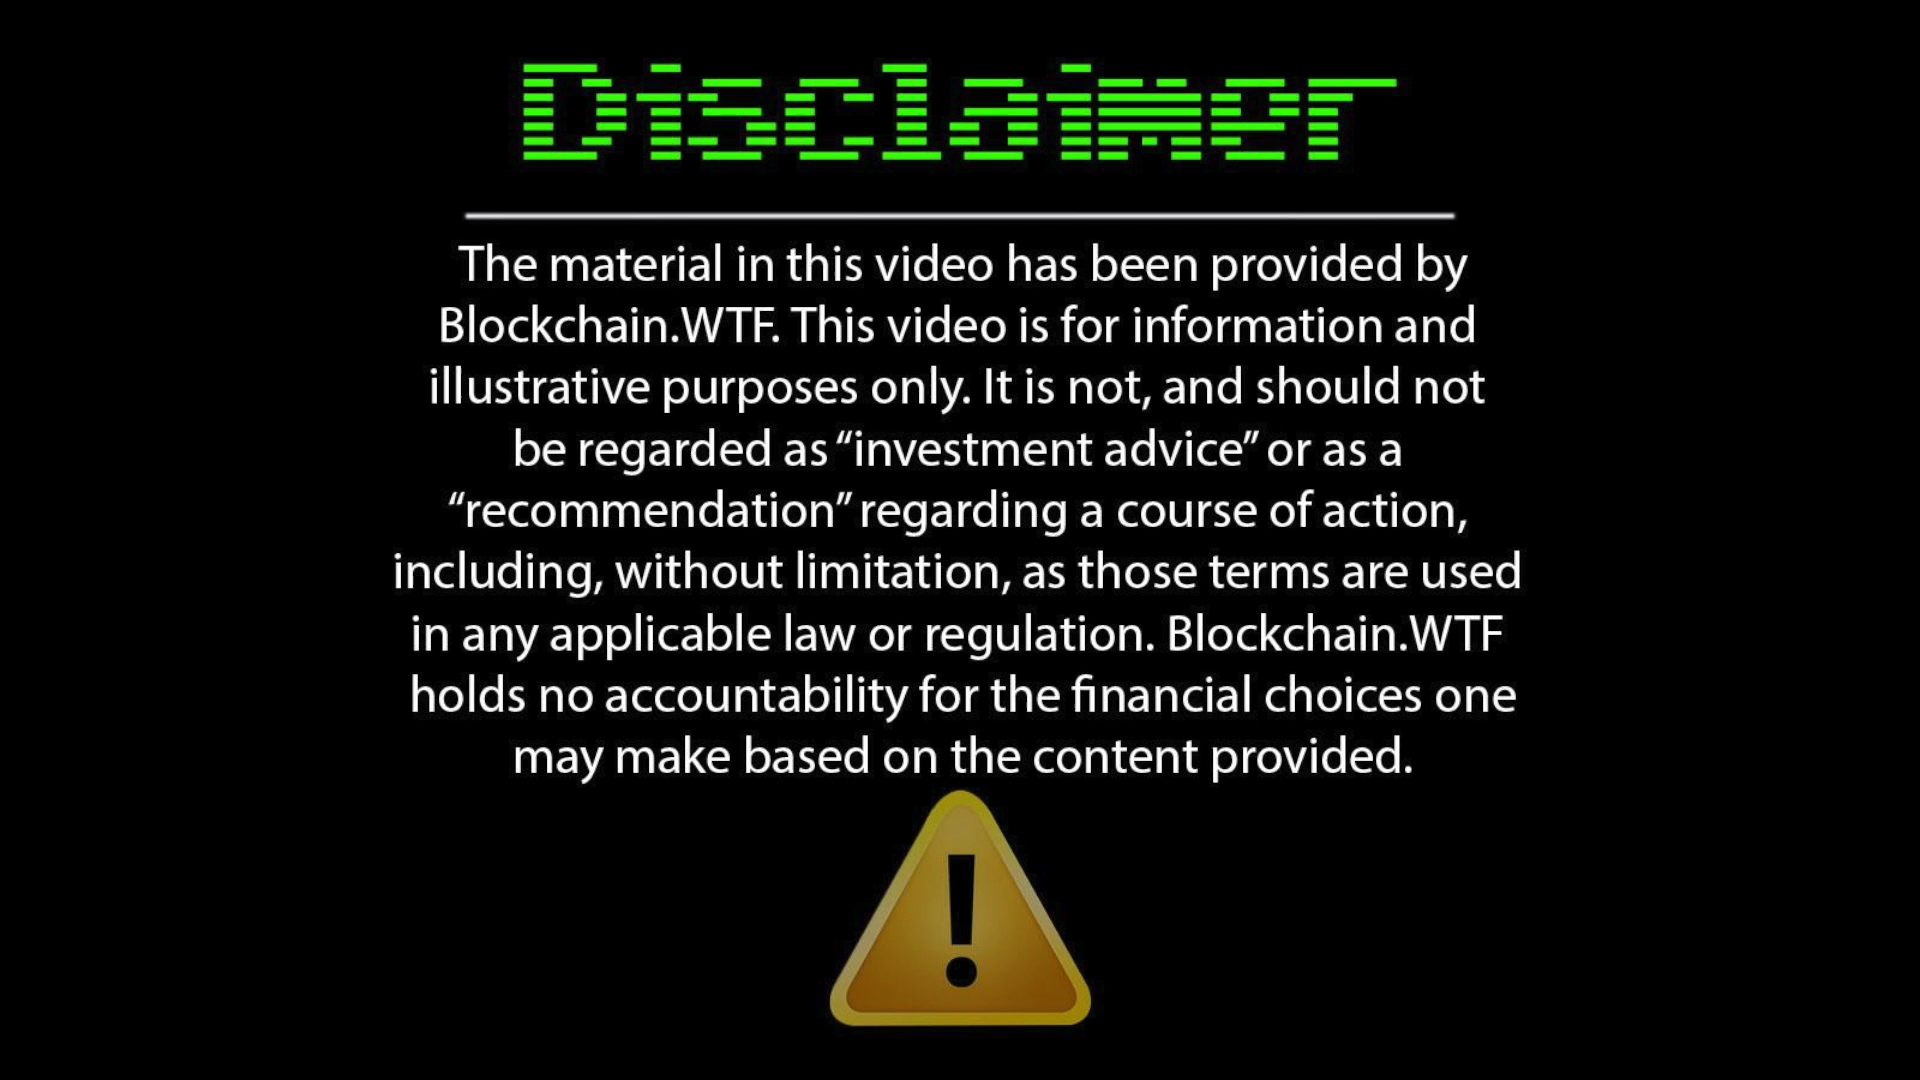 Disclaimer
The material in this video has been provided by
Blockchain.WTF. This video is for information and
illustrative purposes only. It is not, and should not
be regarded as “investment advice” or as a
“recommendation” regarding a course of action,
including, without limitation, as those terms are used
in any applicable law or regulation. Blockchain.WTF
holds no accountability for the financial choices one
may make based on the content provided.
!